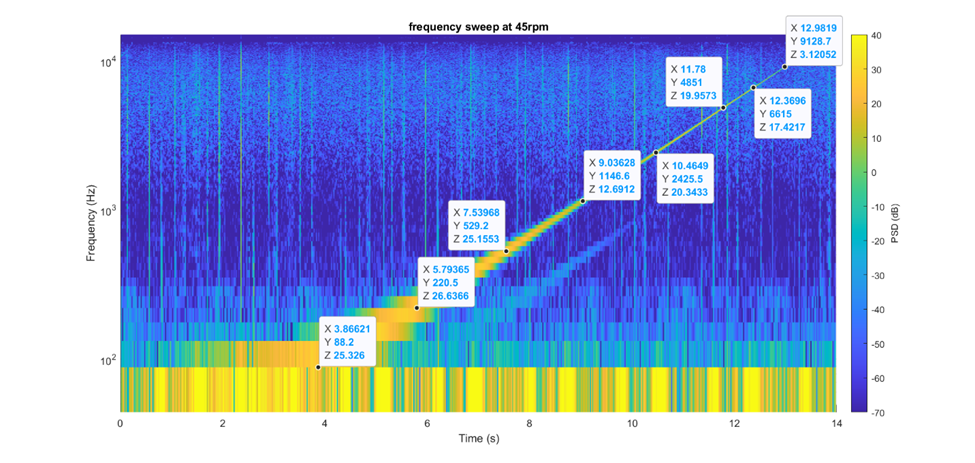 frequency sweep at 45rpm
X 12.9819
Y 9128.7
Z 3.12052
X 11.78
Y 4851
Z 19.9573
X 12.3696
Y 6615
Z 17.4217
X 9.03628
Y 1146.6
Z 12.6912
X 10.4649
Y 2425.5
Z 20.3433
X 7.53968
Y 529.2
Z 25.1553
X 5.79365
Y 220.5
Z 26.6366
X 3.86621
Y 88.2
Z 25.326
Frequency (Hz)
10^4
10^3
10^2
0 2 4 6 8 10 12 14
Time (s)
40
30
20
10
0
-10
-20
-30
-40
-50
-60
-70
PSD (dB)